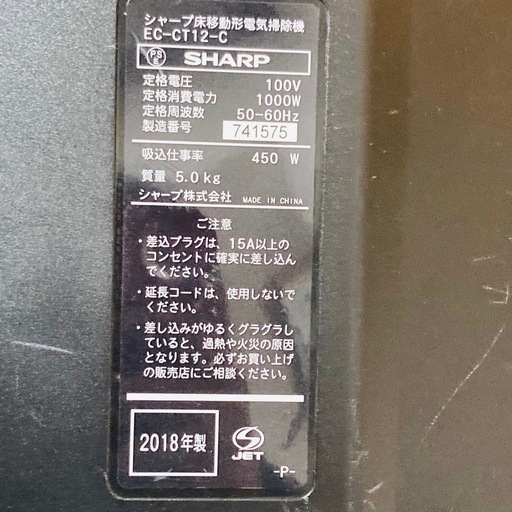 シャープ床移動形電気掃除機
EC-CT12-C
PS E SHARP
定格電圧 100V
定格消費電力 1000W
定格周波数 50-60Hz
製造番号 741575
吸込仕事率 450 W
質量 5.0kg
シャープ株式会社 MADE IN CHINA
ご注意
・差込プラグは、15A以上の
コンセントに確実に差し込ん
でください。
・延長コードは、使用しないで
ください。
・差し込みがゆるくグラグラし
ていると、過熱や火災の原因
となります。必ずお買い上げ
の販売店にご相談ください。
2018年製
S JET
-P-